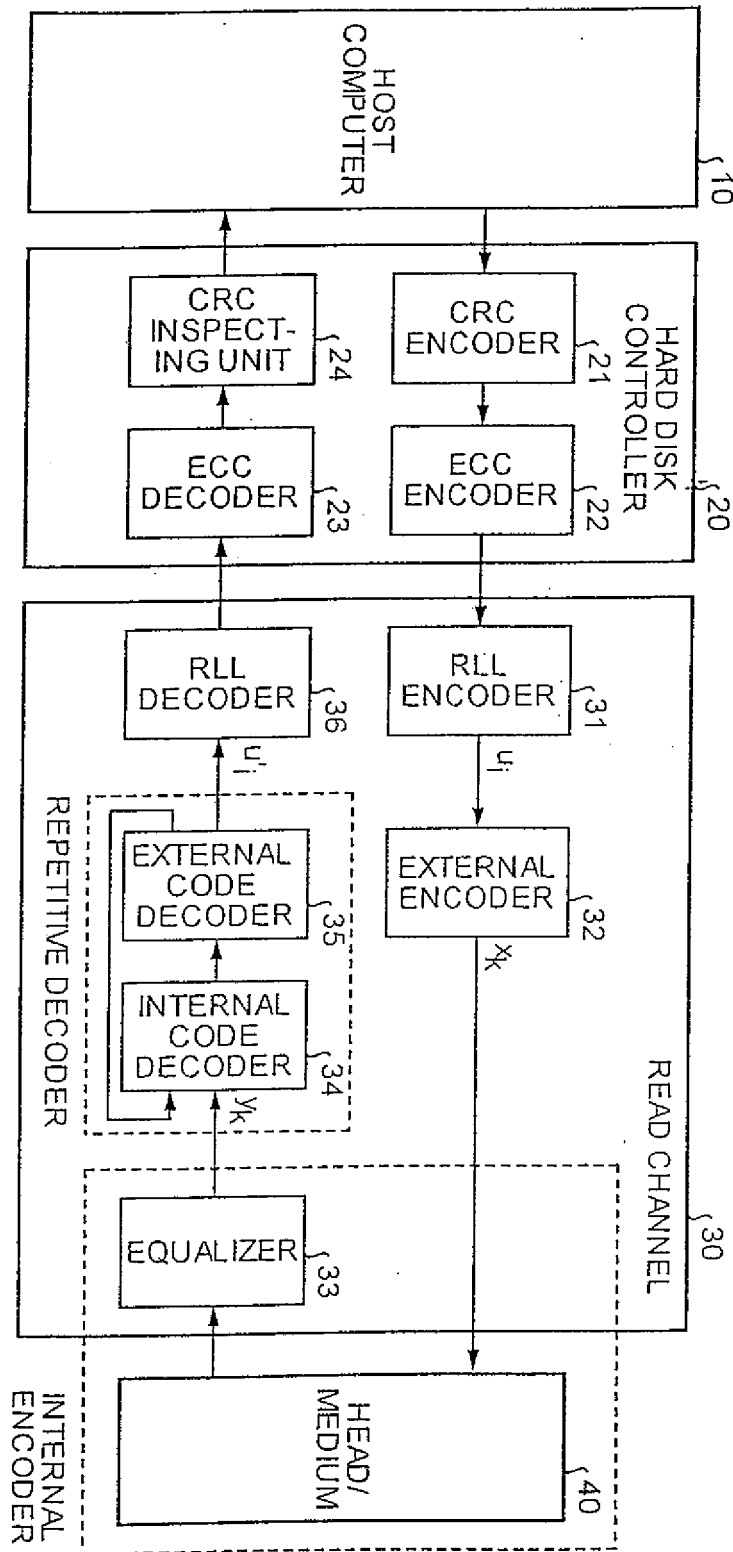 HOST
COMPUTER
10
HARD DISK
CONTROLLER
20
CRC
ENCODER
21
ECC
ENCODER
22
CRC
INSPECT-
ING UNIT
24
ECC
DECODER
23
READ CHANNEL
30
RLL
ENCODER
31
uj
EXTERNAL
ENCODER
32
xk
RLL
DECODER
36
u'j
EXTERNAL
CODE
DECODER
35
INTERNAL
CODE
DECODER
34
yk
REPETITIVE DECODER
EQUALIZER
33
HEAD/
MEDIUM
40
INTERNAL
ENCODER